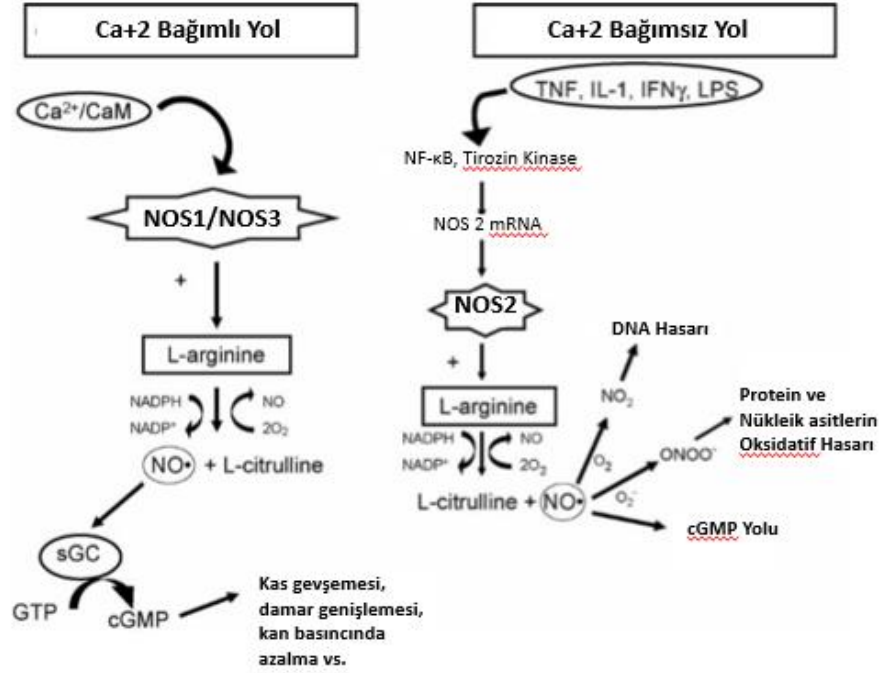 Ca+2 Bağımlı Yol
Ca²⁺/CaM
NOS1/NOS3
+
L-arginine
NADPH NO
NADP⁺ 2O₂
NO• + L-citrulline
sGC
GTP cGMP
Kas gevşemesi,
damar genişlemesi,
kan basıncında
azalma vs.
Ca+2 Bağımsız Yol
TNF, IL-1, IFNγ, LPS
NF-κB, Tirozin Kinase
NOS 2 mRNA
NOS2
+
L-arginine
NADPH NO
NADP⁺ 2O₂
L-citrulline + NO•
O₂
NO₂
DNA Hasarı
O₂⁻
ONOO⁻
Protein ve
Nükleik asitlerin
Oksidatif Hasarı
cGMP Yolu